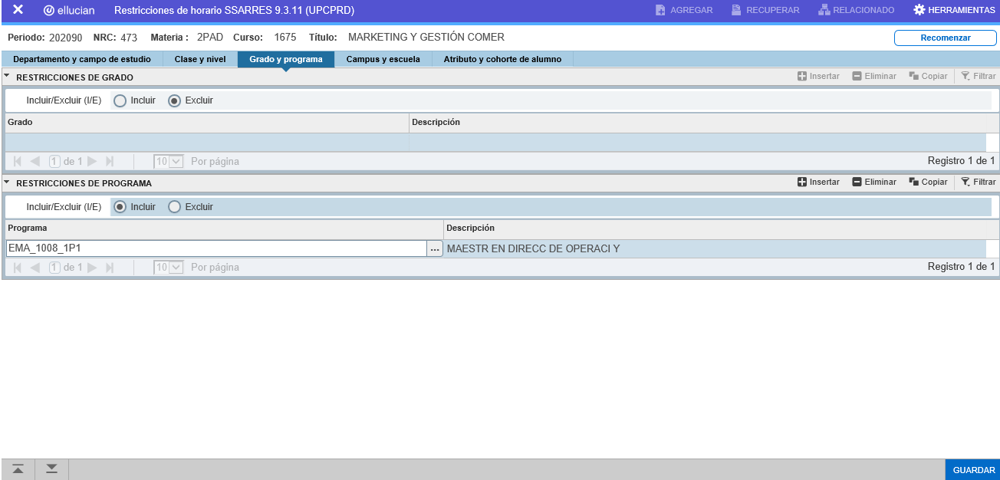 ellucian Restricciones de horario SSARRES 9.3.11 (UPCPRD) AGREGAR RECUPERAR RELACIONADO HERRAMIENTAS
Periodo: 202090 NRC: 473 Materia : 2PAD Curso: 1675 Título: MARKETING Y GESTIÓN COMER Recomenzar
Departamento y campo de estudio Clase y nivel Grado y programa Campus y escuela Atributo y cohorte de alumno
RESTRICCIONES DE GRADO Insertar Eliminar Copiar Filtrar
Incluir/Excluir (I/E) Incluir Excluir
Grado Descripción
1 de 1 10 Por página Registro 1 de 1
RESTRICCIONES DE PROGRAMA Insertar Eliminar Copiar Filtrar
Incluir/Excluir (I/E) Incluir Excluir
Programa Descripción
EMA_1008_1P1 ... MAESTR EN DIRECC DE OPERACI Y
1 de 1 10 Por página Registro 1 de 1
GUARDAR